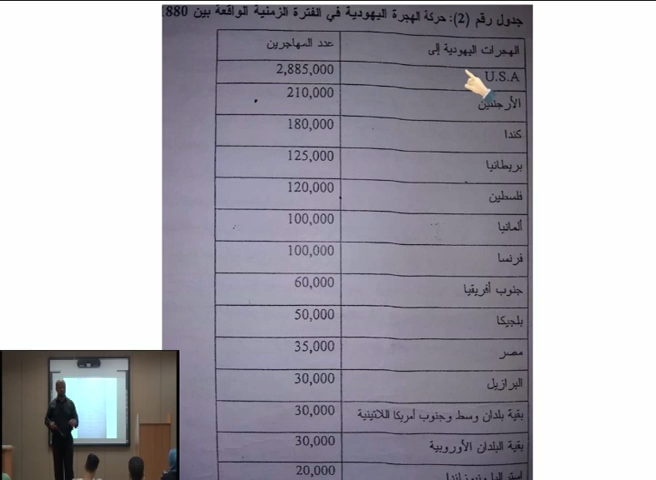 جدول رقم (2): حركة الهجرة اليهودية في الفترة الزمنية الواقعة بين 880
الهجرات اليهودية إلى عدد المهاجرين
U.S.A 2,885,000
الأرجنتين 210,000
كندا 180,000
بريطانيا 125,000
فلسطين 120,000
ألمانيا 100,000
فرنسا 100,000
جنوب أفريقيا 60,000
بلجيكا 50,000
مصر 35,000
البرازيل 30,000
بقية بلدان وسط وجنوب أمريكا اللاتينية 30,000
بقية البلدان الأوروبية 30,000
20,000